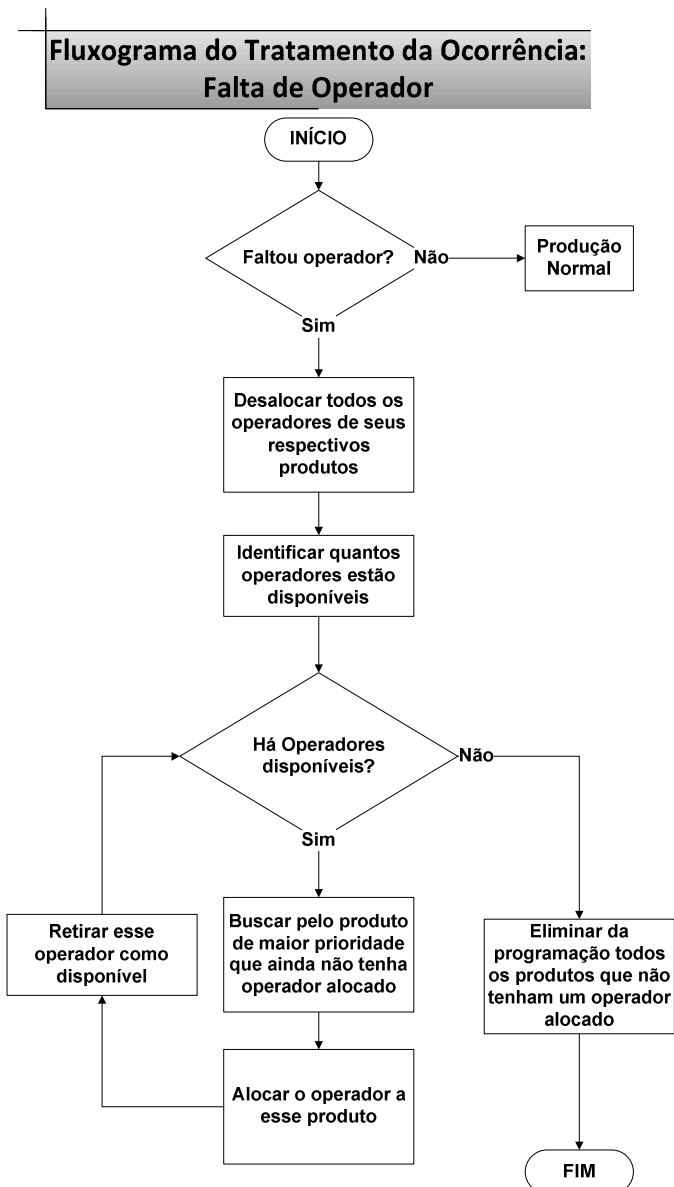 Fluxograma do Tratamento da Ocorrência:
Falta de Operador
INÍCIO
Faltou operador?
Não
Produção
Normal
Sim
Desalocar todos os
operadores de seus
respectivos
produtos
Identificar quantos
operadores estão
disponíveis
Há Operadores
disponíveis?
Não
Sim
Retirar esse
operador como
disponível
Buscar pelo produto
de maior prioridade
que ainda não tenha
operador alocado
Eliminar da
programação todos
os produtos que não
tenham um operador
alocado
Alocar o operador a
esse produto
FIM